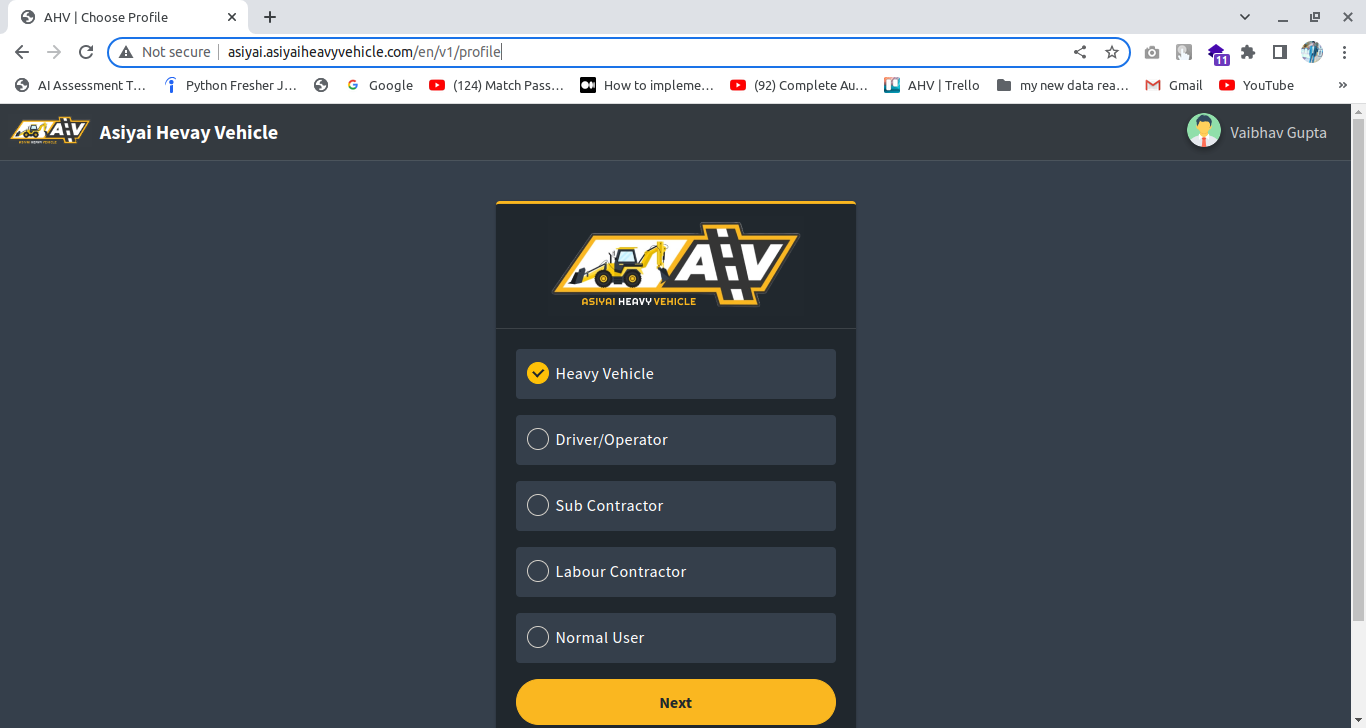 AHV | Choose Profile
Not secure asiyai.asiyaiheavyvehicle.com/en/v1/profile
11
AI Assessment T... Python Fresher J... Google (124) Match Pass... How to impleme... (92) Complete Au... AHV | Trello my new data rea... Gmail YouTube »
AHV ASIYAI HEAVY VEHICLE Asiyai Hevay Vehicle Vaibhav Gupta
AHV
ASIYAI HEAVY VEHICLE
Heavy Vehicle
Driver/Operator
Sub Contractor
Labour Contractor
Normal User
Next